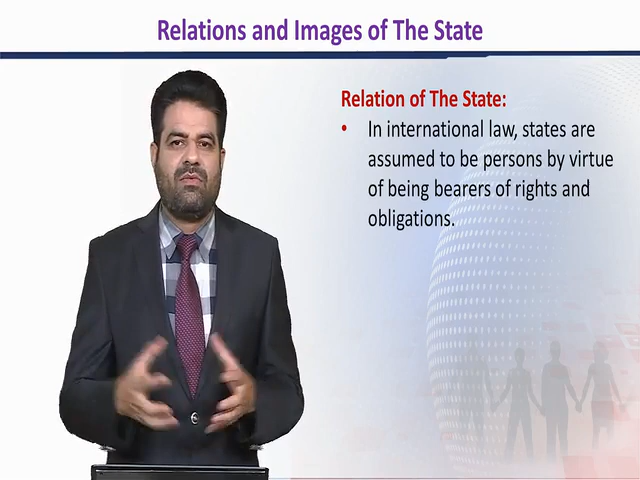 Relations and Images of The State
Relation of The State:
• In international law, states are
assumed to be persons by virtue
of being bearers of rights and
obligations.